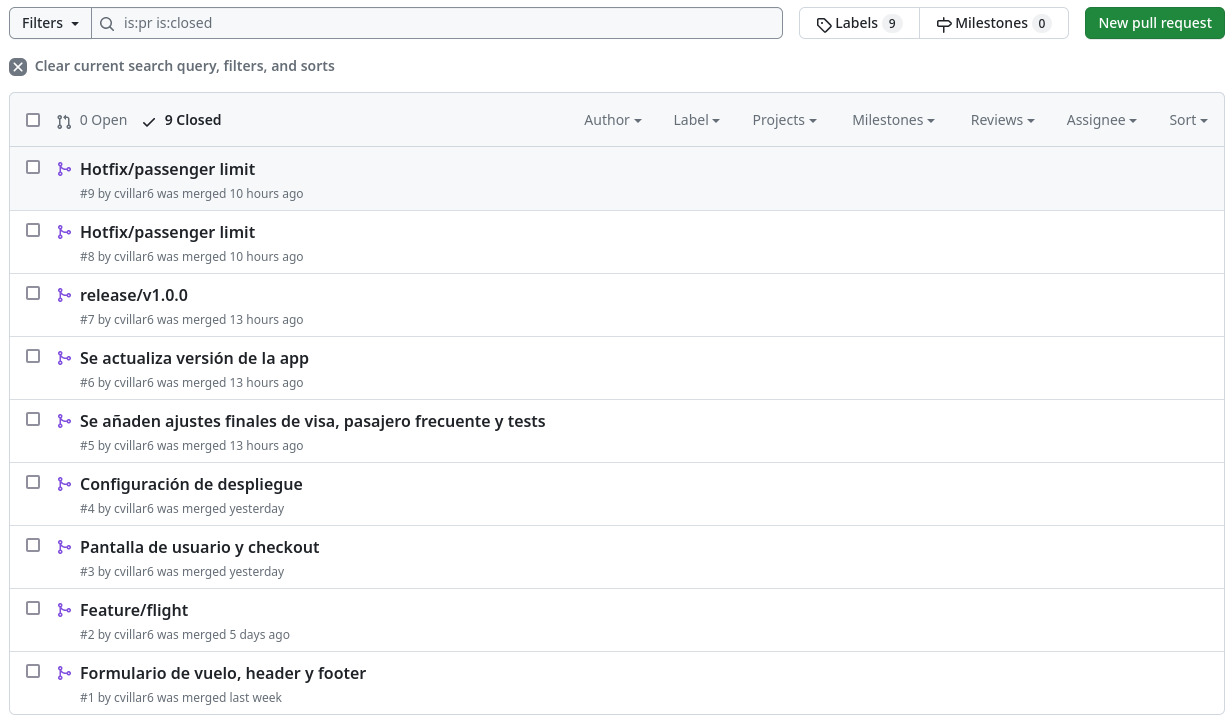 Filters is:pr is:closed Labels 9 Milestones 0 New pull request
Clear current search query, filters, and sorts
0 Open 9 Closed Author Label Projects Milestones Reviews Assignee Sort
Hotfix/passenger limit
#9 by cvillar6 was merged 10 hours ago
Hotfix/passenger limit
#8 by cvillar6 was merged 10 hours ago
release/v1.0.0
#7 by cvillar6 was merged 13 hours ago
Se actualiza versión de la app
#6 by cvillar6 was merged 13 hours ago
Se añaden ajustes finales de visa, pasajero frecuente y tests
#5 by cvillar6 was merged 13 hours ago
Configuración de despliegue
#4 by cvillar6 was merged yesterday
Pantalla de usuario y checkout
#3 by cvillar6 was merged yesterday
Feature/flight
#2 by cvillar6 was merged 5 days ago
Formulario de vuelo, header y footer
#1 by cvillar6 was merged last week